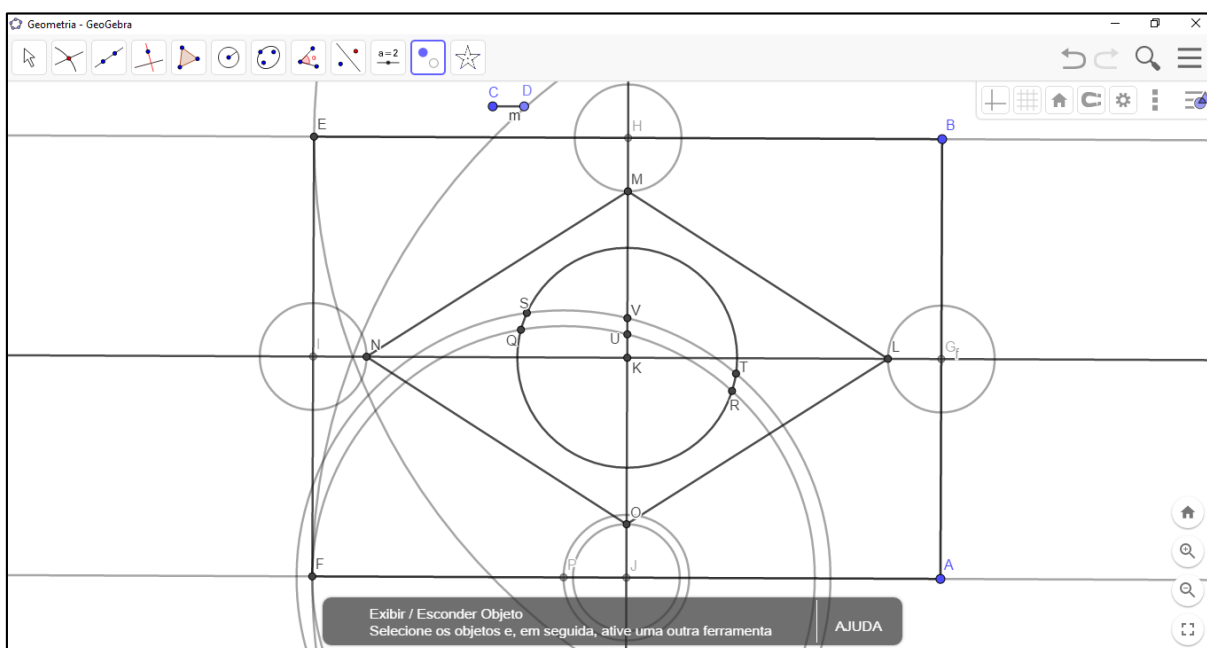 Geometria - GeoGebra
a=2
C D
m
E
H
B
M
S
V
Q
U
I
N
K
L
G
f
T
R
O
F
P
J
A
Exibir / Esconder Objeto
Selecione os objetos e, em seguida, ative uma outra ferramenta
AJUDA